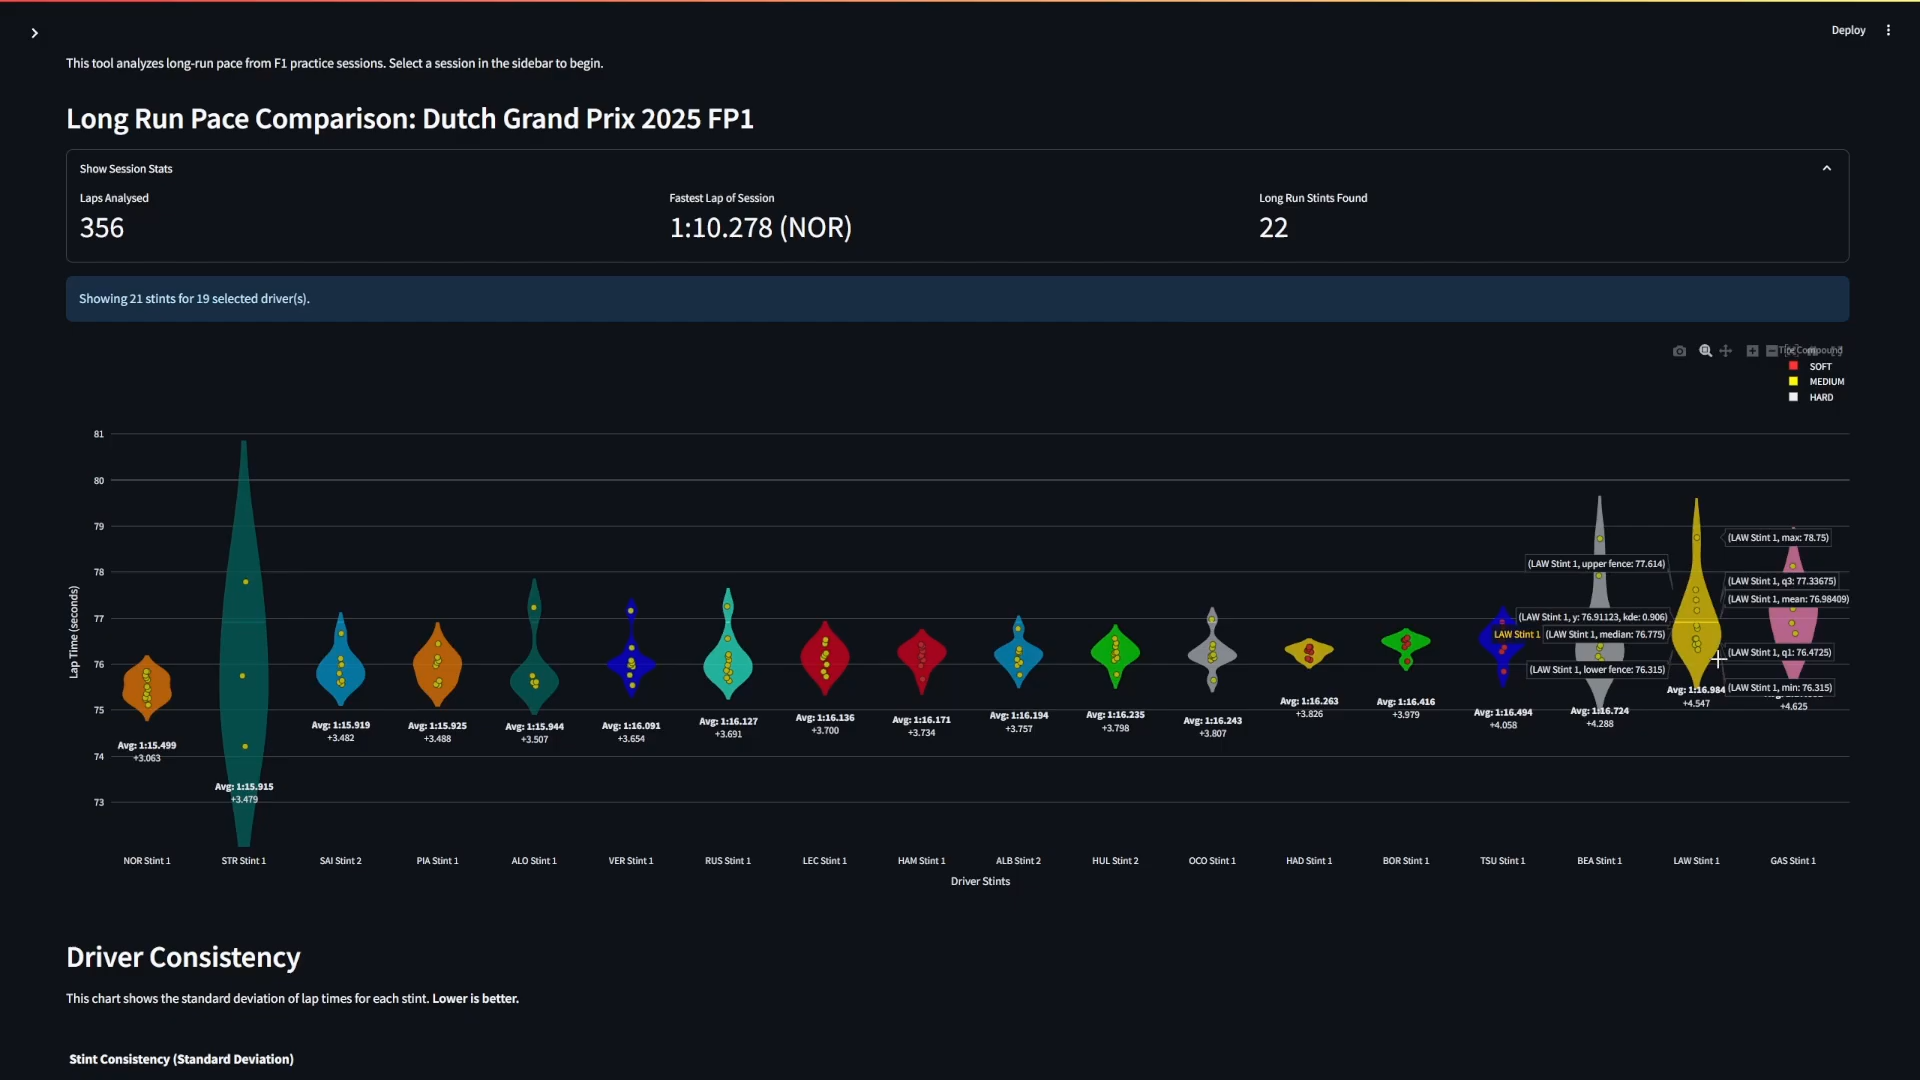 Deploy
This tool analyzes long-run pace from F1 practice sessions. Select a session in the sidebar to begin.
Long Run Pace Comparison: Dutch Grand Prix 2025 FP1
Show Session Stats
Laps Analysed
356
Fastest Lap of Session
1:10.278 (NOR)
Long Run Stints Found
22
Showing 21 stints for 19 selected driver(s).
Tire Compound
SOFT
MEDIUM
HARD
Lap Time (seconds)
81
80
79
78
77
76
75
74
73
(LAW Stint 1, max: 78.75)
(LAW Stint 1, upper fence: 77.614)
(LAW Stint 1, q3: 77.33675)
(LAW Stint 1, mean: 76.98409)
(LAW Stint 1, y: 76.91123, kde: 0.906)
LAW Stint 1
(LAW Stint 1, median: 76.775)
(LAW Stint 1, q1: 76.4725)
(LAW Stint 1, lower fence: 76.315)
(LAW Stint 1, min: 76.315)
Avg: 1:15.499
+3.063
Avg: 1:15.915
+3.479
Avg: 1:15.919
+3.482
Avg: 1:15.925
+3.488
Avg: 1:15.944
+3.507
Avg: 1:16.091
+3.654
Avg: 1:16.127
+3.691
Avg: 1:16.136
+3.700
Avg: 1:16.171
+3.734
Avg: 1:16.194
+3.757
Avg: 1:16.235
+3.798
Avg: 1:16.243
+3.807
Avg: 1:16.263
+3.826
Avg: 1:16.416
+3.979
Avg: 1:16.494
+4.058
Avg: 1:16.724
+4.288
Avg: 1:16.984
+4.547
+4.625
NOR Stint 1
STR Stint 1
SAI Stint 2
PIA Stint 1
ALO Stint 1
VER Stint 1
RUS Stint 1
LEC Stint 1
HAM Stint 1
ALB Stint 2
HUL Stint 2
OCO Stint 1
HAD Stint 1
BOR Stint 1
TSU Stint 1
BEA Stint 1
LAW Stint 1
GAS Stint 1
Driver Stints
Driver Consistency
This chart shows the standard deviation of lap times for each stint. Lower is better.
Stint Consistency (Standard Deviation)